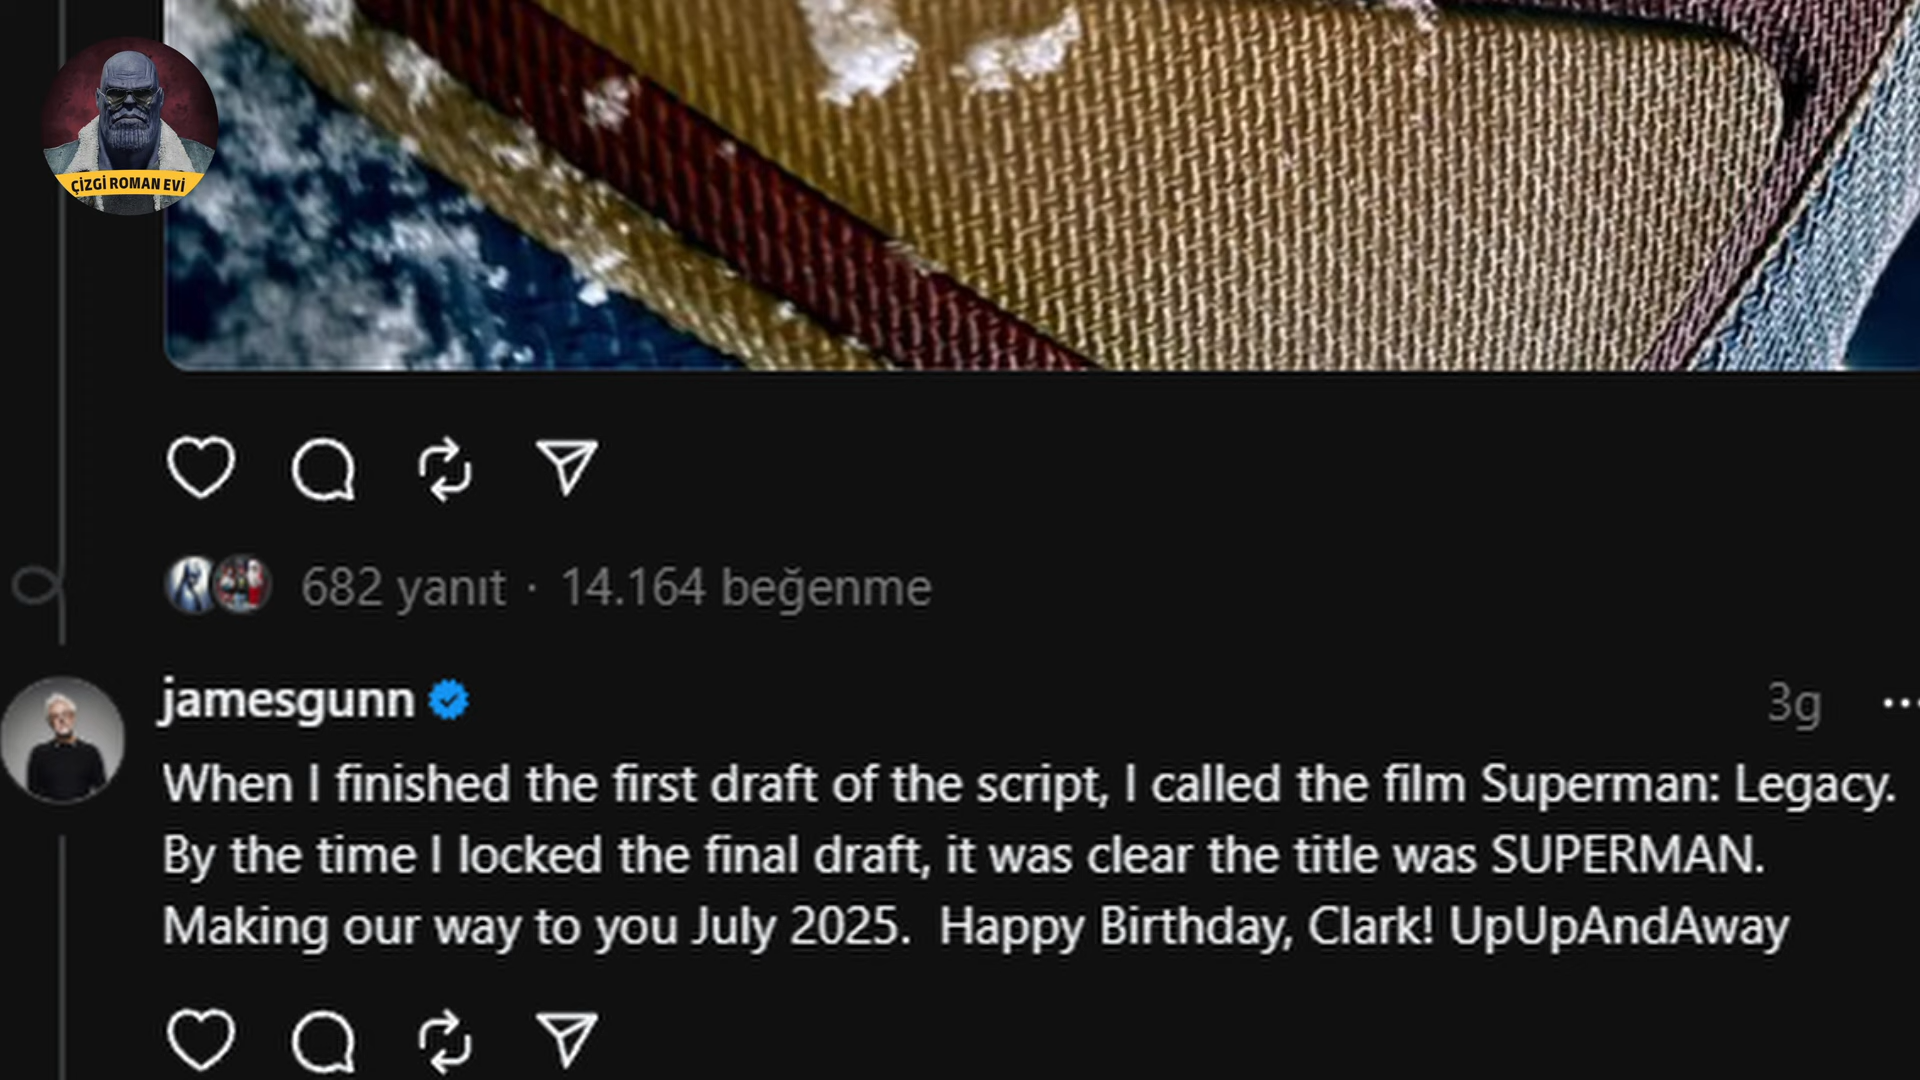 ÇİZGİ ROMAN EVİ
682 yanıt · 14.164 beğenme
jamesgunn
3g
When I finished the first draft of the script, I called the film Superman: Legacy.
By the time I locked the final draft, it was clear the title was SUPERMAN.
Making our way to you July 2025. Happy Birthday, Clark! UpUpAndAway